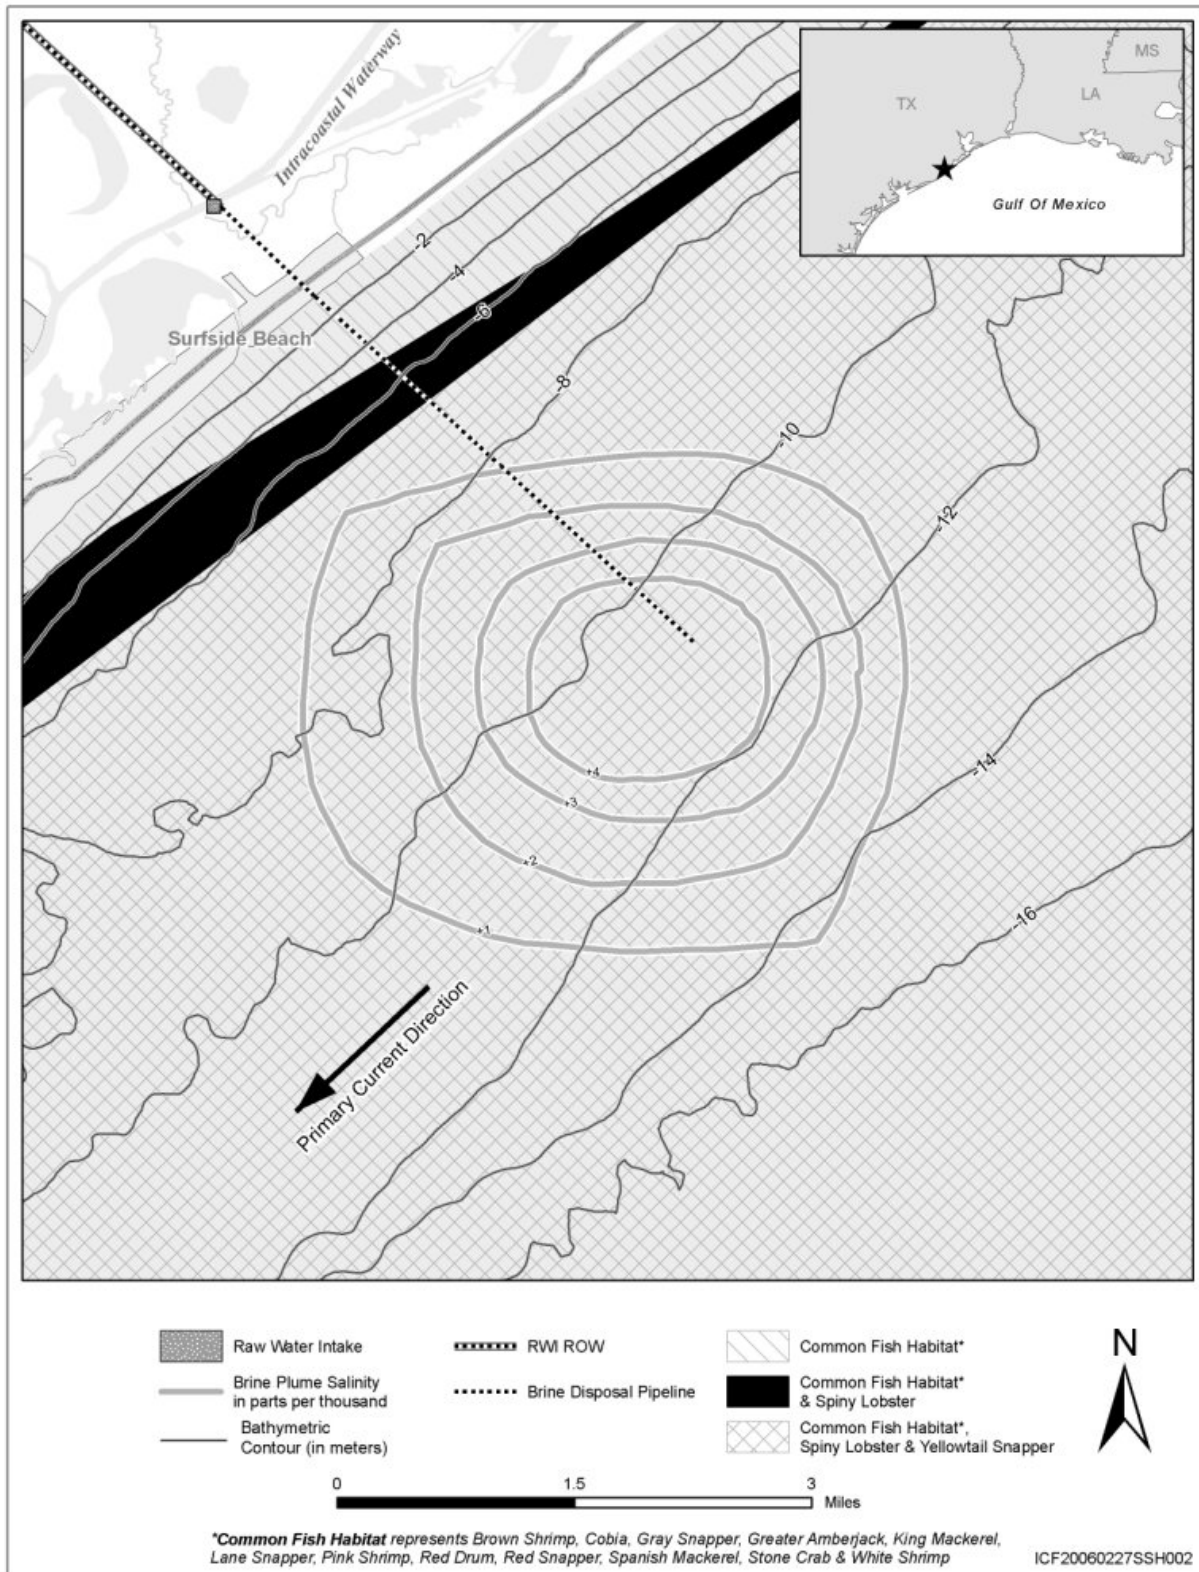 Intracoastal Waterway
MS
TX
LA
Gulf Of Mexico
-2
-4
-6
Surfside Beach
-8
-10
-12
-14
+4
+3
+2
+1
-16
Primary Current Direction
N
Raw Water Intake
RWI ROW
Common Fish Habitat*
Brine Plume Salinity
in parts per thousand
Brine Disposal Pipeline
Common Fish Habitat*
& Spiny Lobster
Bathymetric
Contour (in meters)
Common Fish Habitat*,
Spiny Lobster & Yellowtail Snapper
0 1.5 3
Miles
*Common Fish Habitat represents Brown Shrimp, Cobia, Gray Snapper, Greater Amberjack, King Mackerel,
Lane Snapper, Pink Shrimp, Red Drum, Red Snapper, Spanish Mackerel, Stone Crab & White Shrimp
ICF20060227SSH002